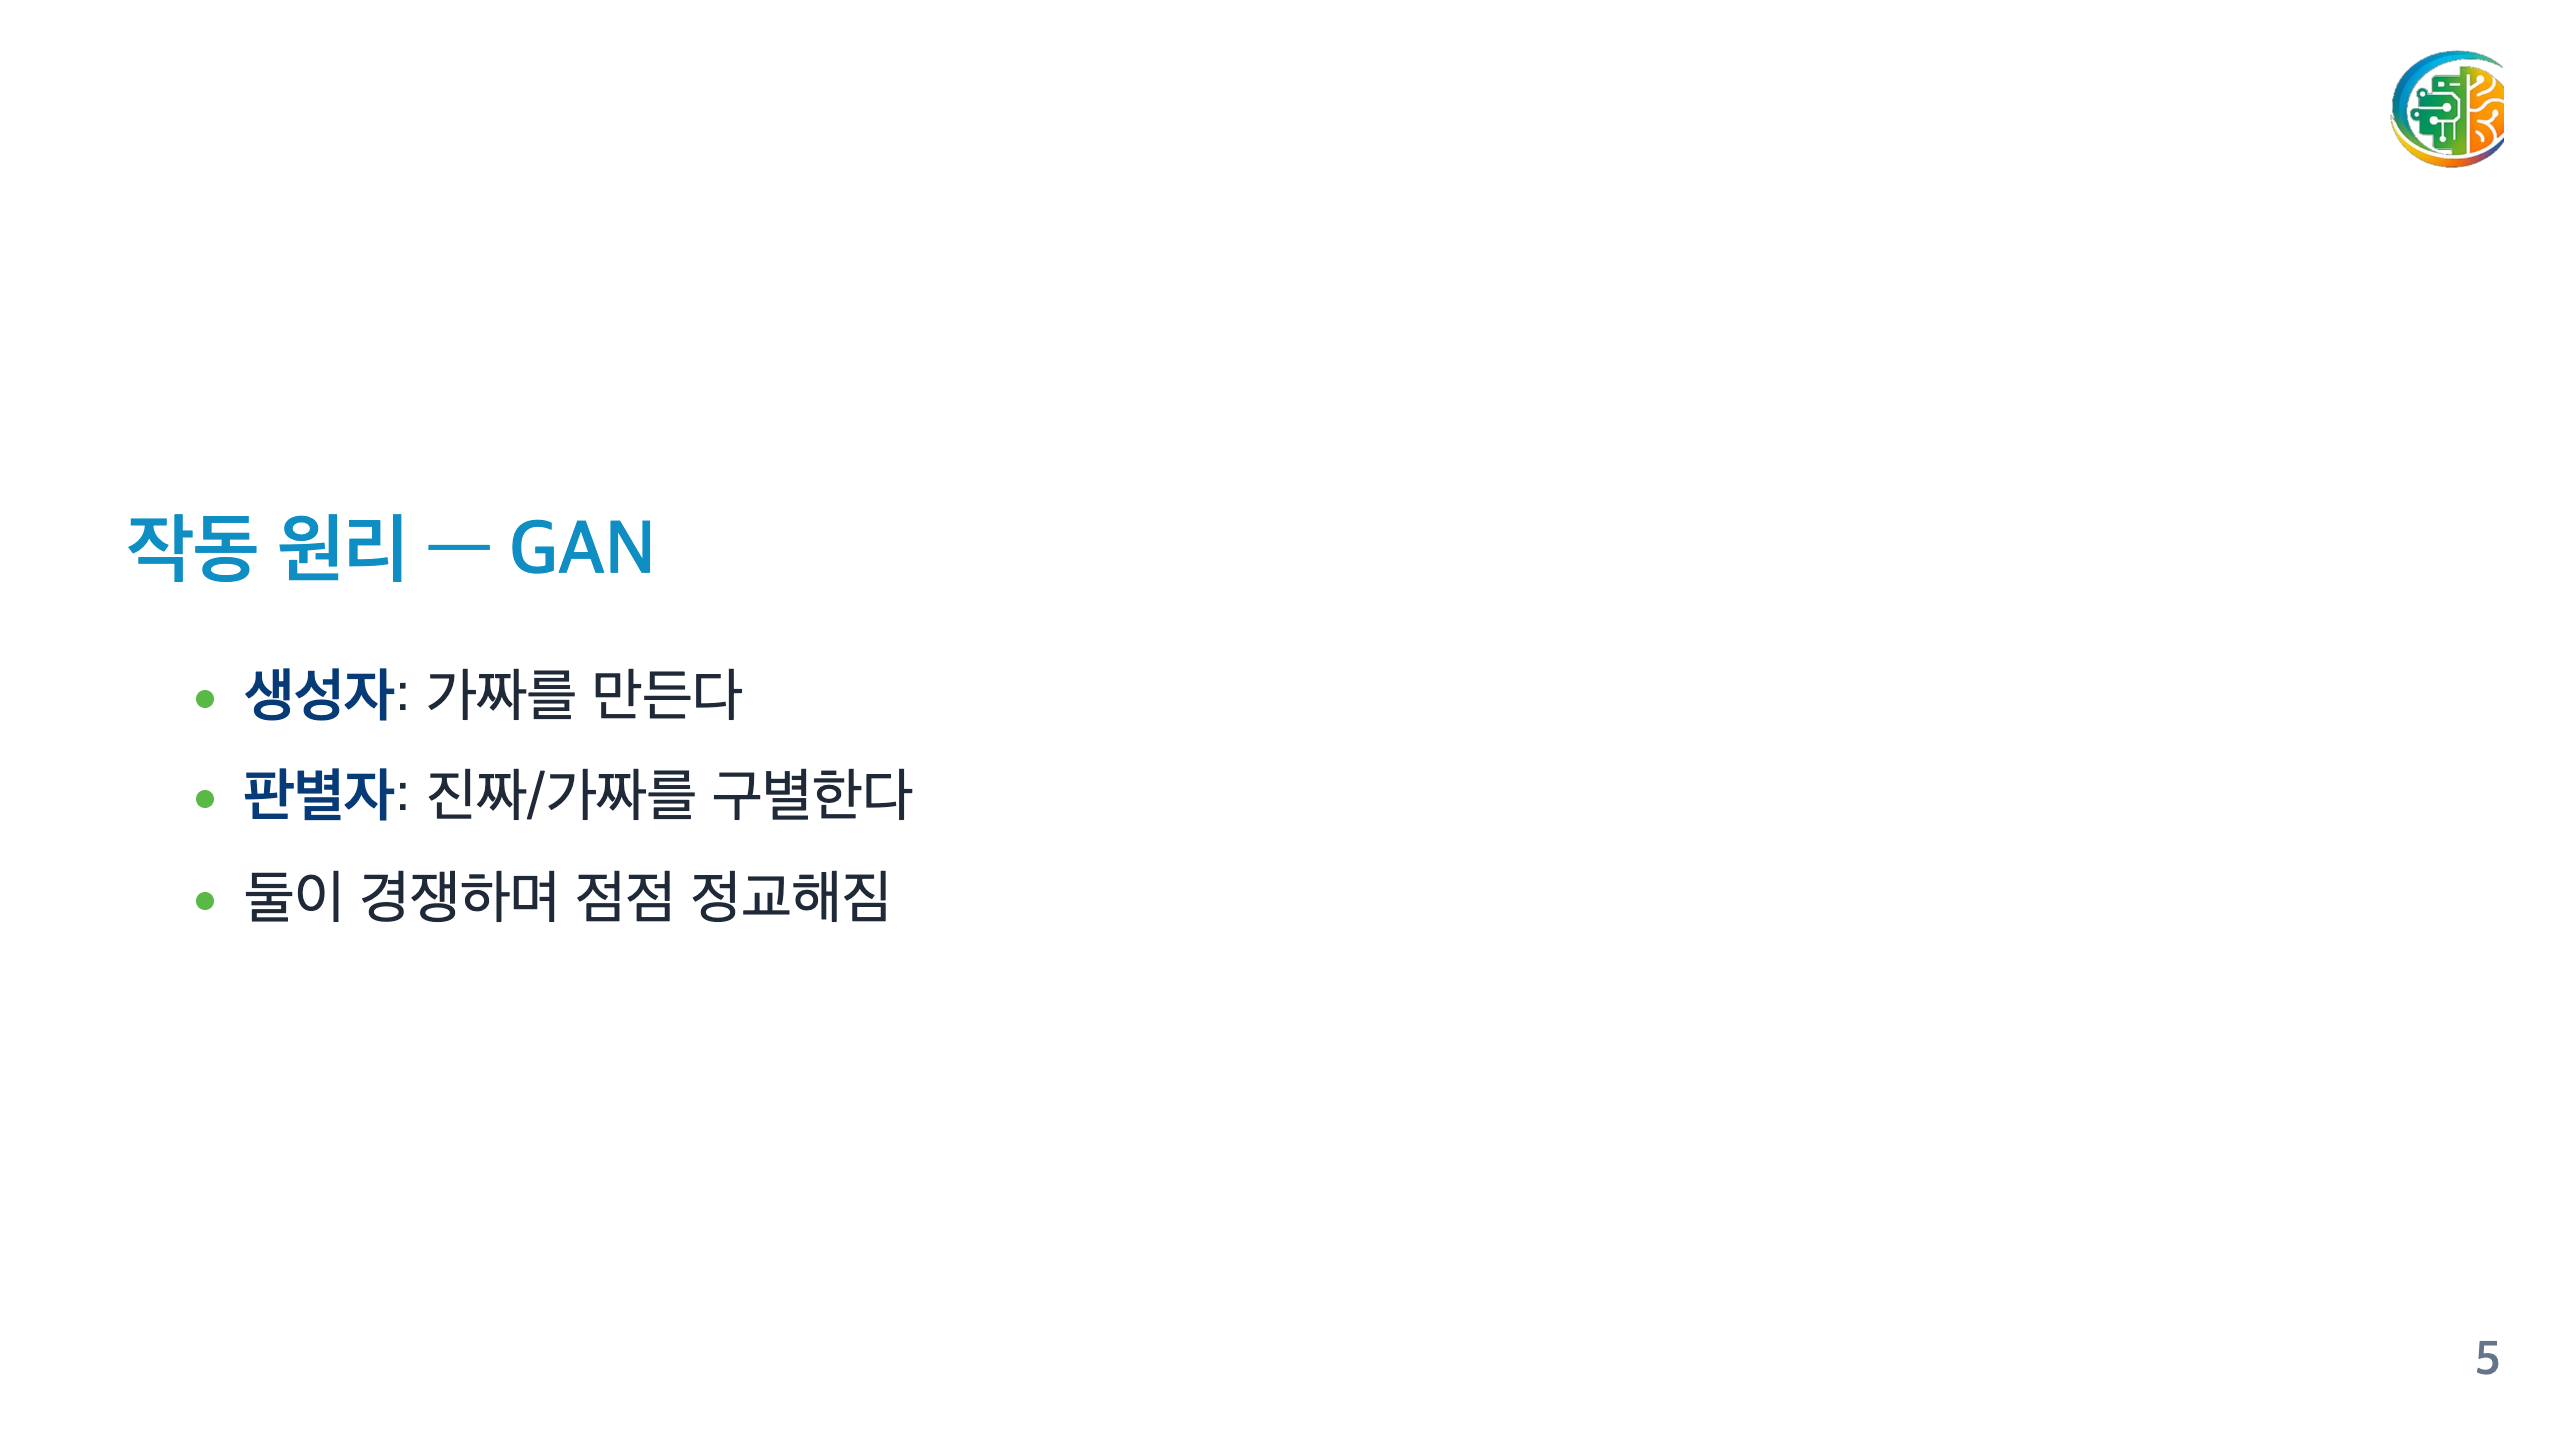 작동 원리 — GAN
• 생성자: 가짜를 만든다
• 판별자: 진짜/가짜를 구별한다
• 둘이 경쟁하며 점점 정교해짐
5